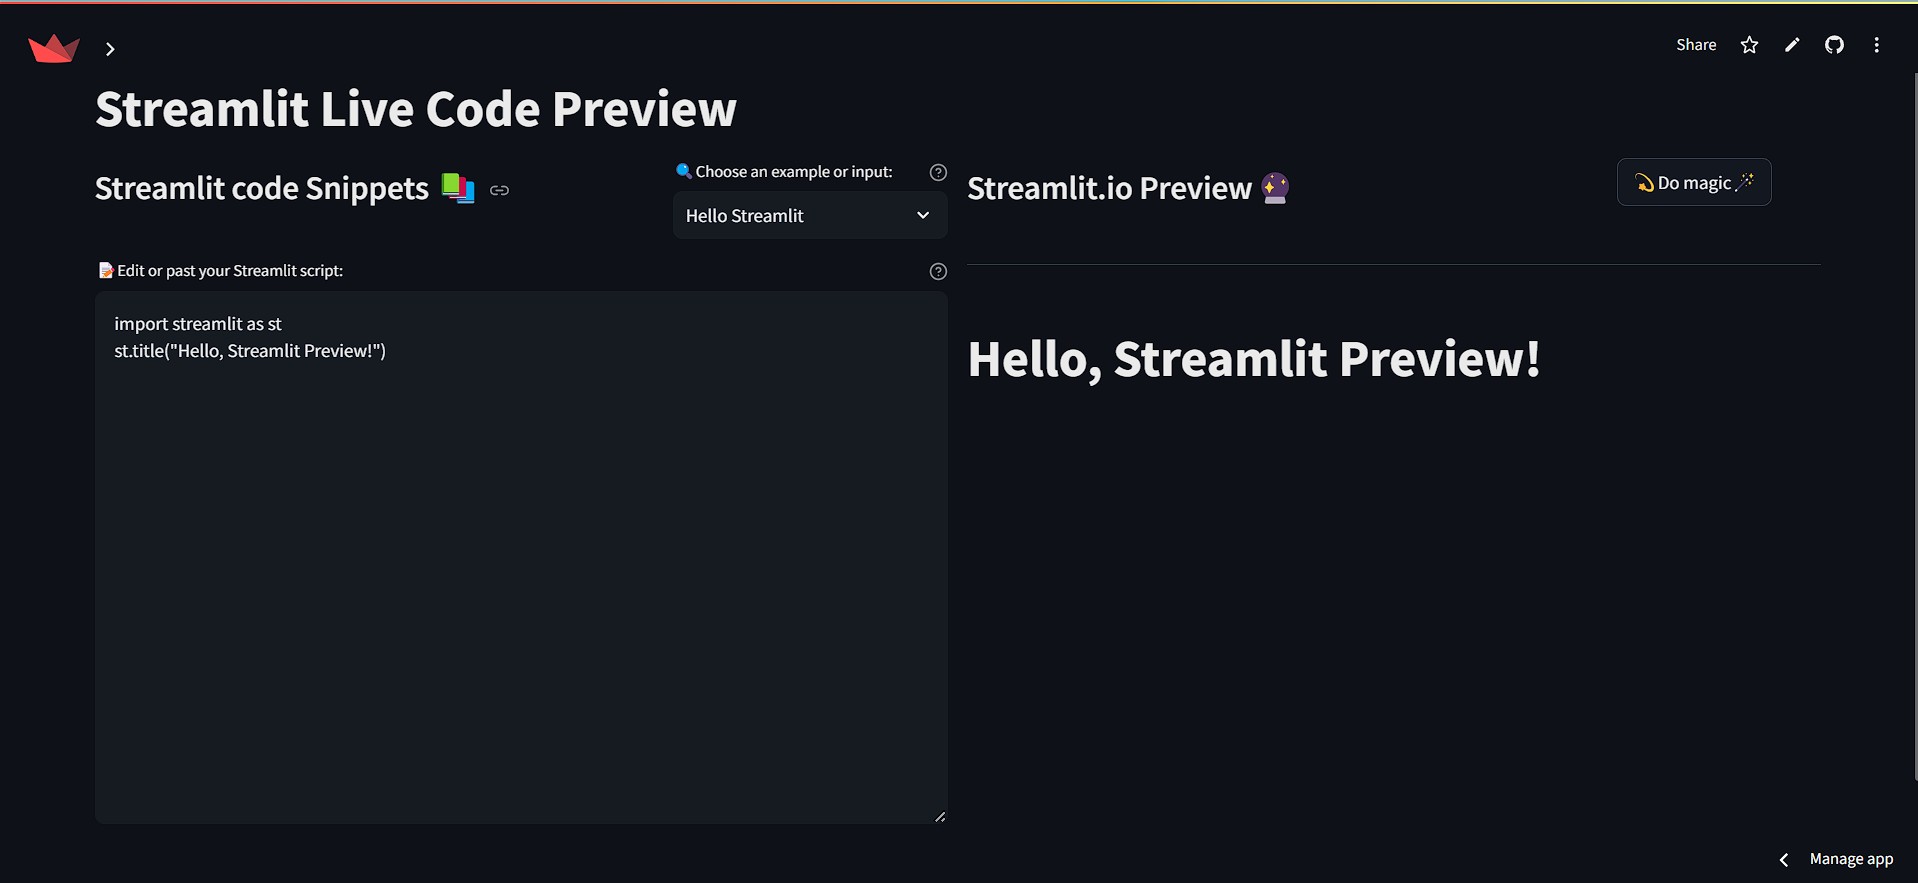 Share
Streamlit Live Code Preview
Streamlit code Snippets
Choose an example or input:
Hello Streamlit
Streamlit.io Preview
Do magic
Edit or past your Streamlit script:
import streamlit as st
st.title("Hello, Streamlit Preview!")
Hello, Streamlit Preview!
Manage app